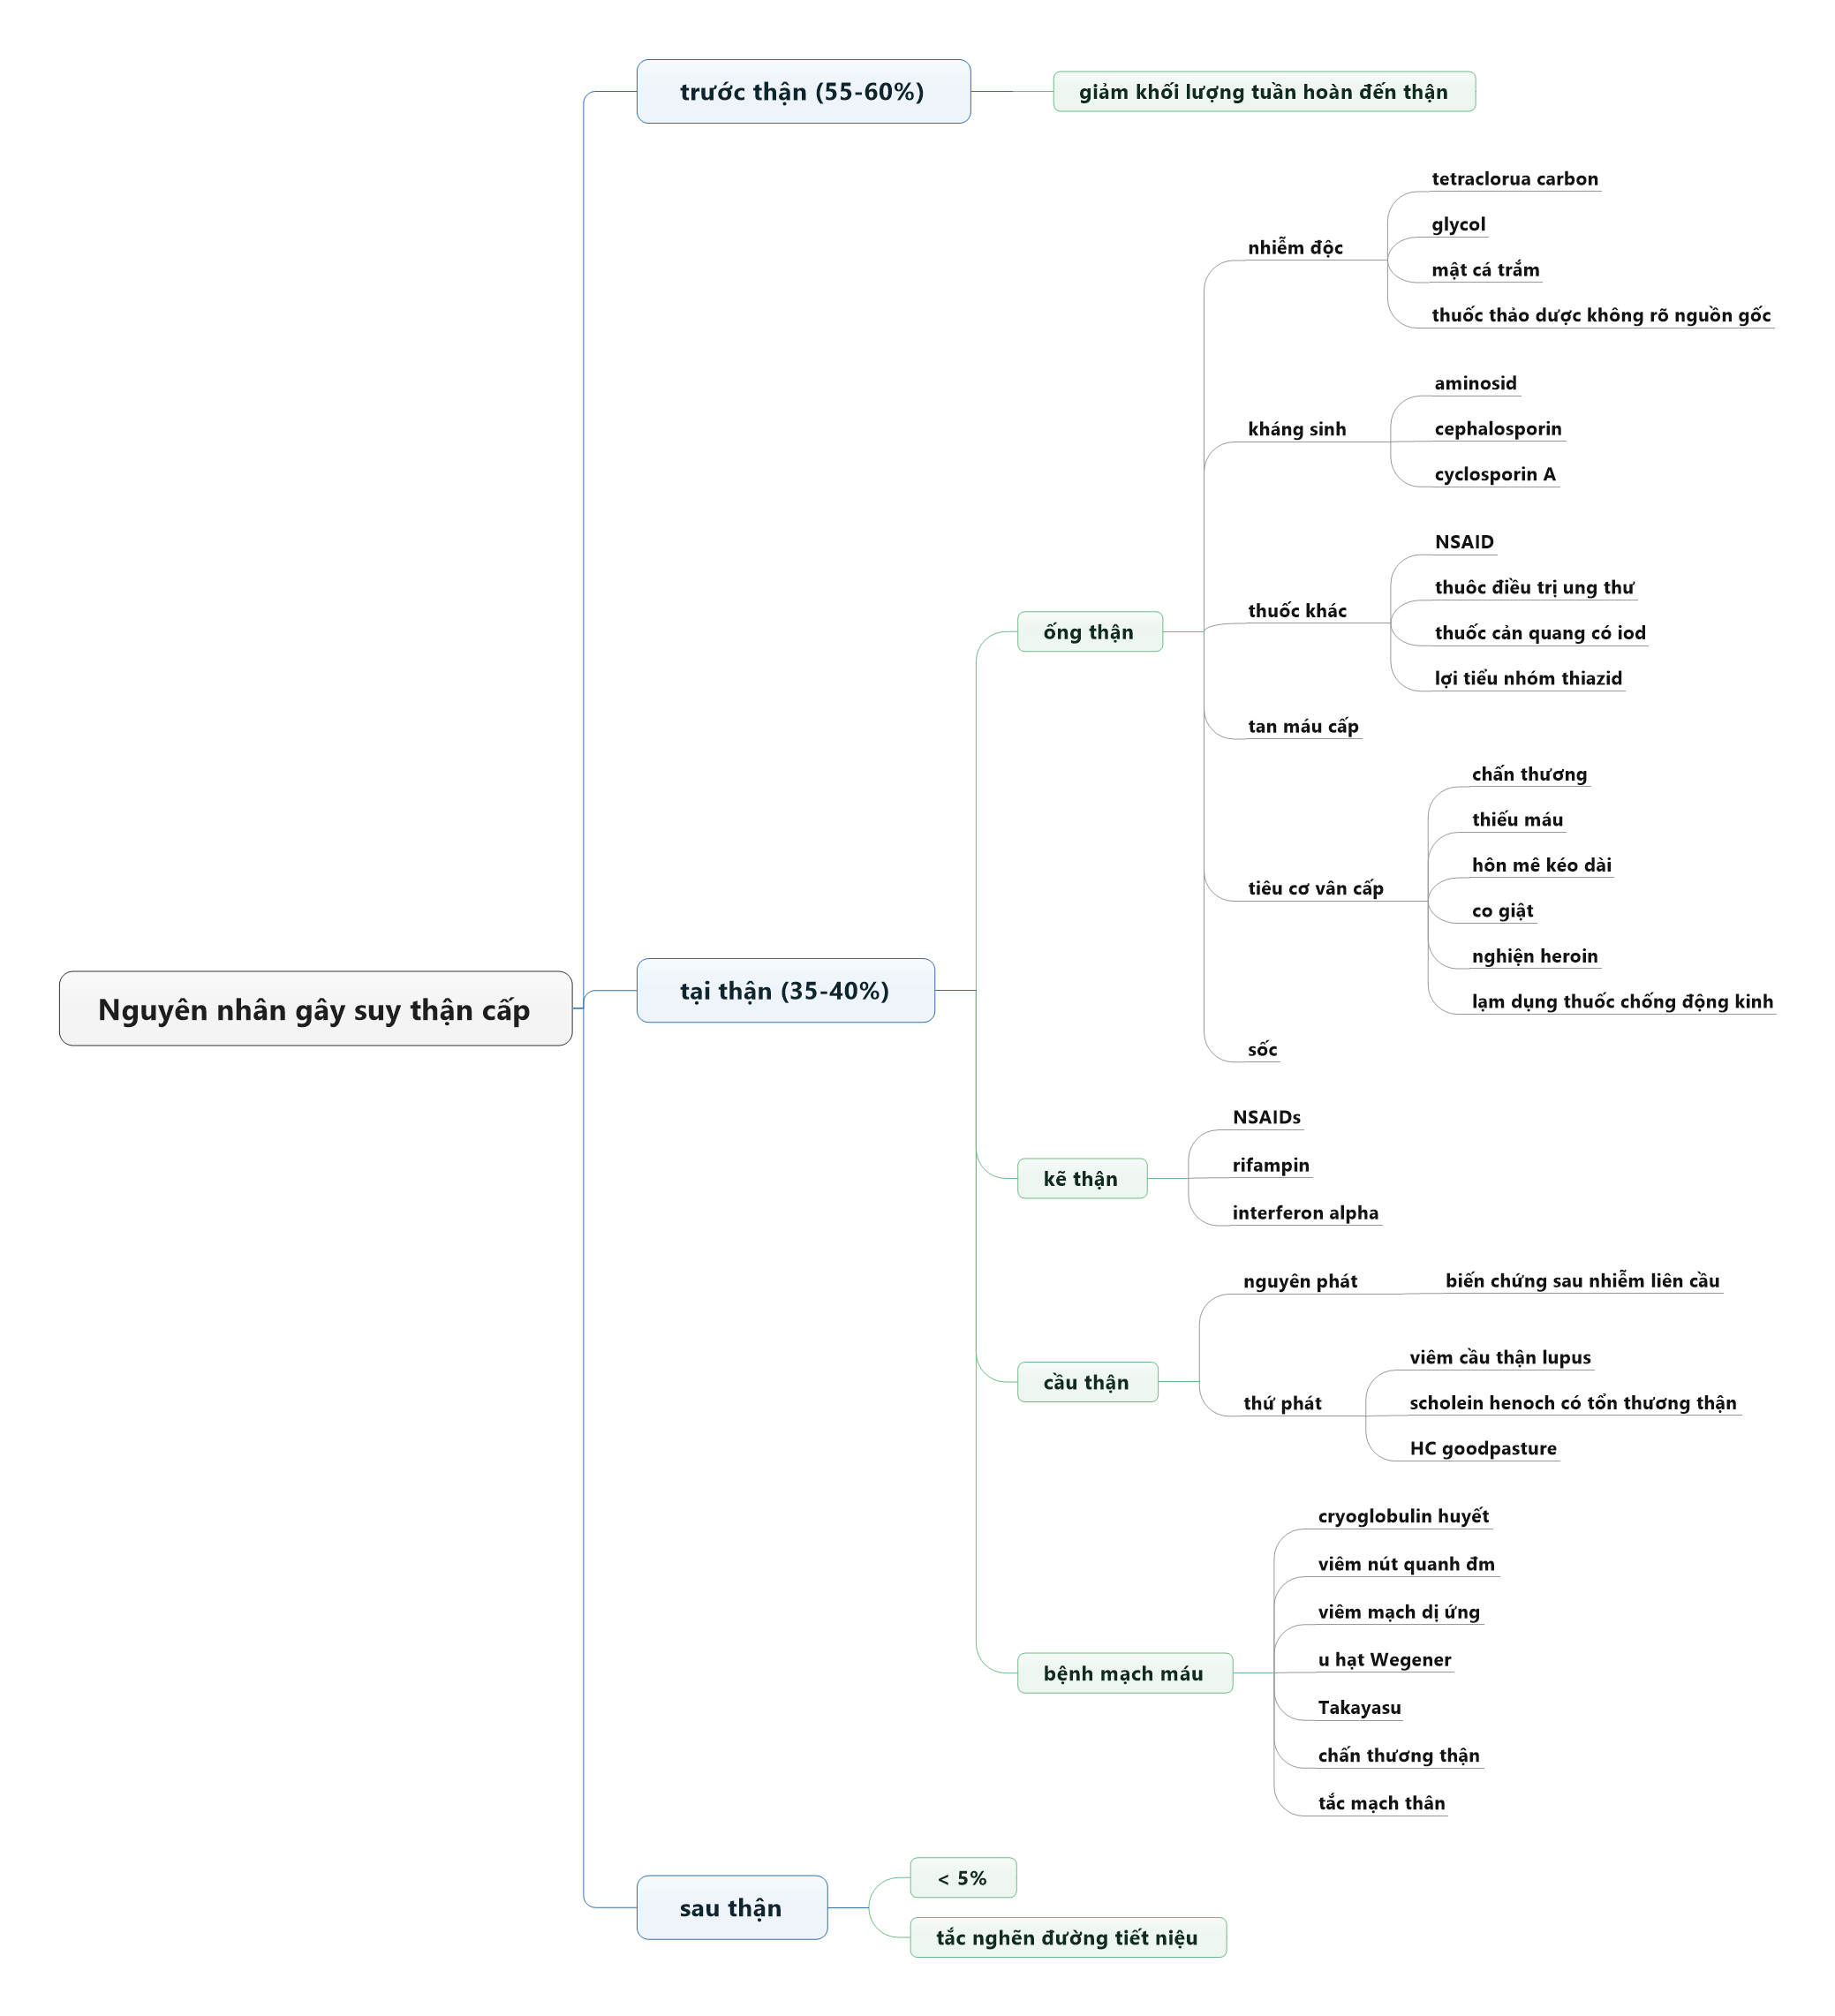 trước thận (55-60%)
giảm khối lượng tuần hoàn đến thận
tetraclorua carbon
glycol
nhiễm độc
mật cá trắm
thuốc thảo dược không rõ nguồn gốc
aminosid
kháng sinh
cephalosporin
cyclosporin A
NSAID
thuôc điều trị ung thư
thuốc khác
thuốc cản quang có iod
ống thận
lợi tiểu nhóm thiazid
tan máu cấp
chấn thương
thiếu máu
hôn mê kéo dài
tiêu cơ vân cấp
co giật
nghiện heroin
lạm dụng thuốc chống động kinh
tại thận (35-40%)
Nguyên nhân gây suy thận cấp
sốc
NSAIDs
kẽ thận
rifampin
interferon alpha
nguyên phát
biến chứng sau nhiễm liên cầu
cầu thận
viêm cầu thận lupus
thứ phát
scholein henoch có tổn thương thận
HC goodpasture
cryoglobulin huyết
viêm nút quanh đm
viêm mạch dị ứng
bệnh mạch máu
u hạt Wegener
Takayasu
chấn thương thận
tắc mạch thân
< 5%
sau thận
tắc nghẽn đường tiết niệu